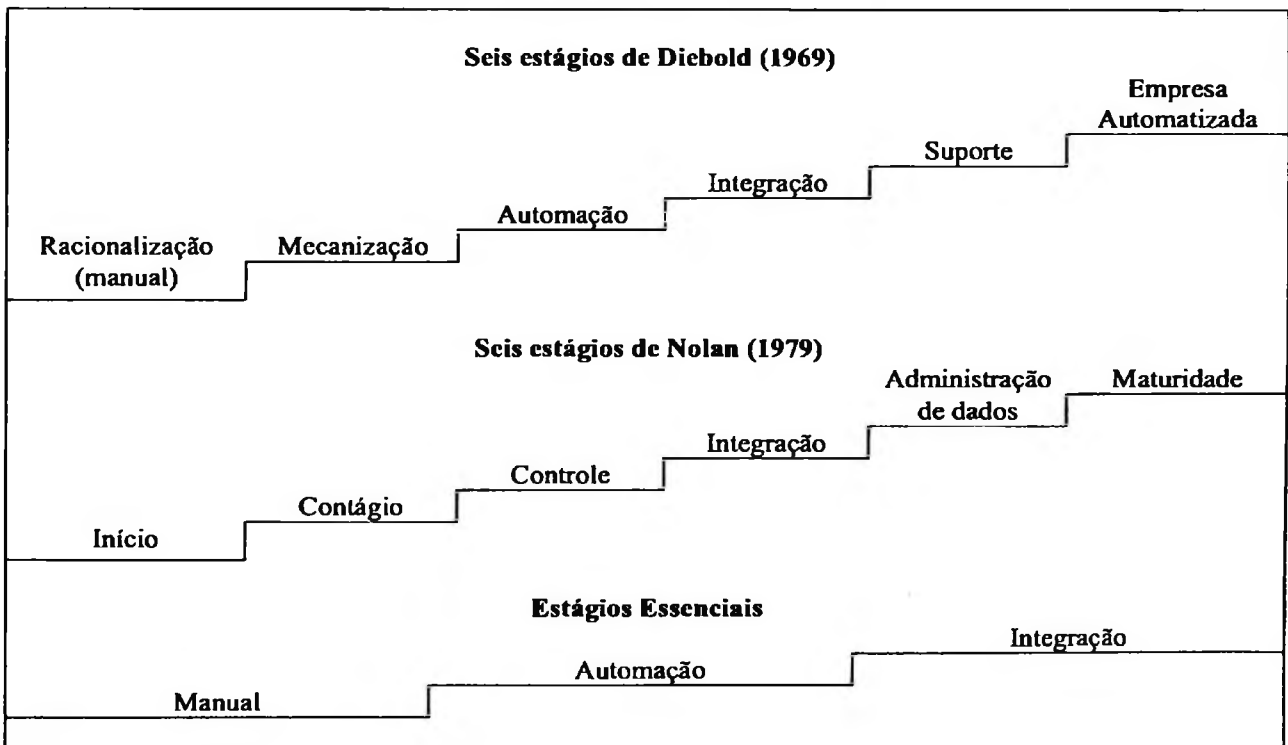 Seis estágios de Diebold (1969)
Empresa
Automatizada
Suporte
Integração
Automação
Mecanização
Racionalização
(manual)
Seis estágios de Nolan (1979)
Maturidade
Administração
de dados
Integração
Controle
Contágio
Início
Estágios Essenciais
Integração
Automação
Manual